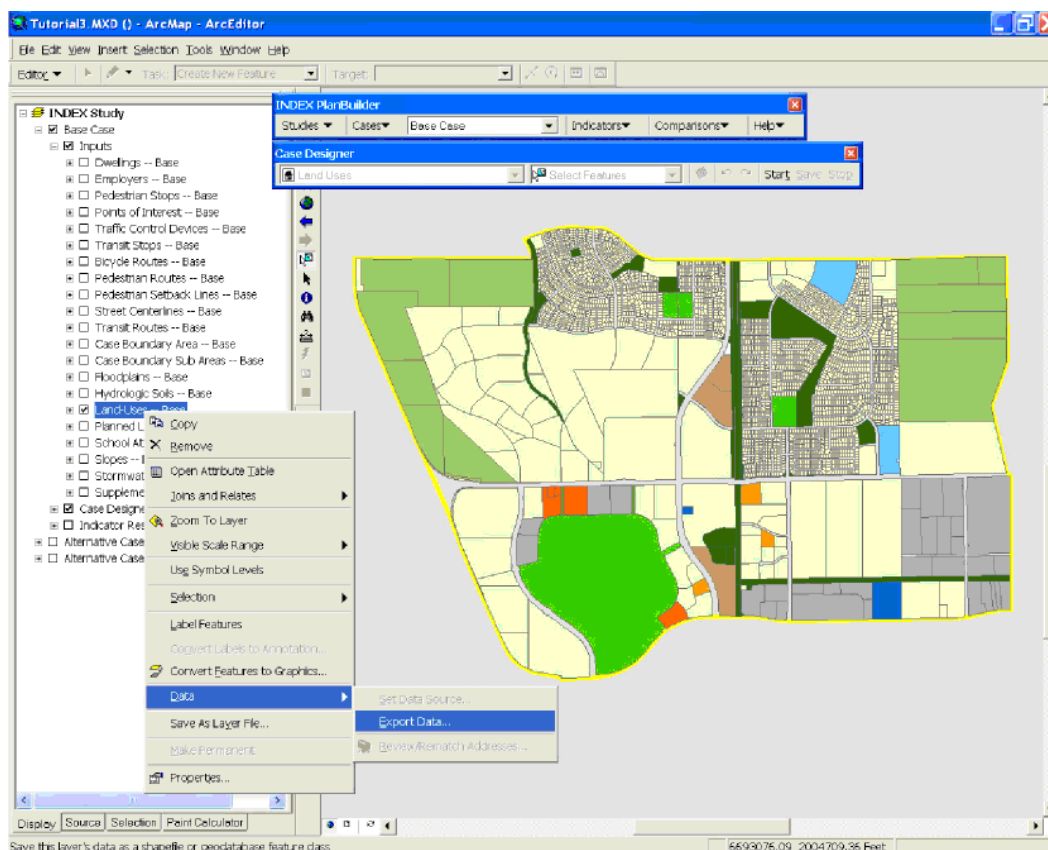 Tutorial3.MXD () - ArcMap - ArcEditor
File Edit View Insert Selection Tools Window Help
Editor Task: Create New Feature Target:
INDEX PlanBuilder
Studies Cases Base Case Indicators Comparisons Help
Case Designer
Land Uses Select Features Start Save Stop
INDEX Study
Base Case
Inputs
Dwellings -- Base
Employers -- Base
Pedestrian Stops -- Base
Points of Interest -- Base
Traffic Control Devices -- Base
Transit Stops -- Base
Bicycle Routes -- Base
Pedestrian Routes -- Base
Pedestrian Setback Lines -- Base
Street Centerlines -- Base
Transit Routes -- Base
Case Boundary Area -- Base
Case Boundary Sub Areas -- Base
Floodplains -- Base
Hydrologic Soils -- Base
Land-Uses -- Base
Planned L
School At
Slopes --
Stormwat
Suppleme
Case Designe
Indicator Res
Alternative Case
Alternative Case
Copy
Remove
Open Attribute Table
Joins and Relates
Zoom To Layer
Visible Scale Range
Use Symbol Levels
Selection
Label Features
Convert Labels to Annotation...
Convert Features to Graphics...
Data
Save As Layer File...
Make Permanent
Properties...
Set Data Source...
Export Data...
Review/Rematch Addresses...
Display Source Selection Paint Calculator
Save this layer's data as a shapefile or geodatabase feature class
6693076.09 2004709.36 Feet